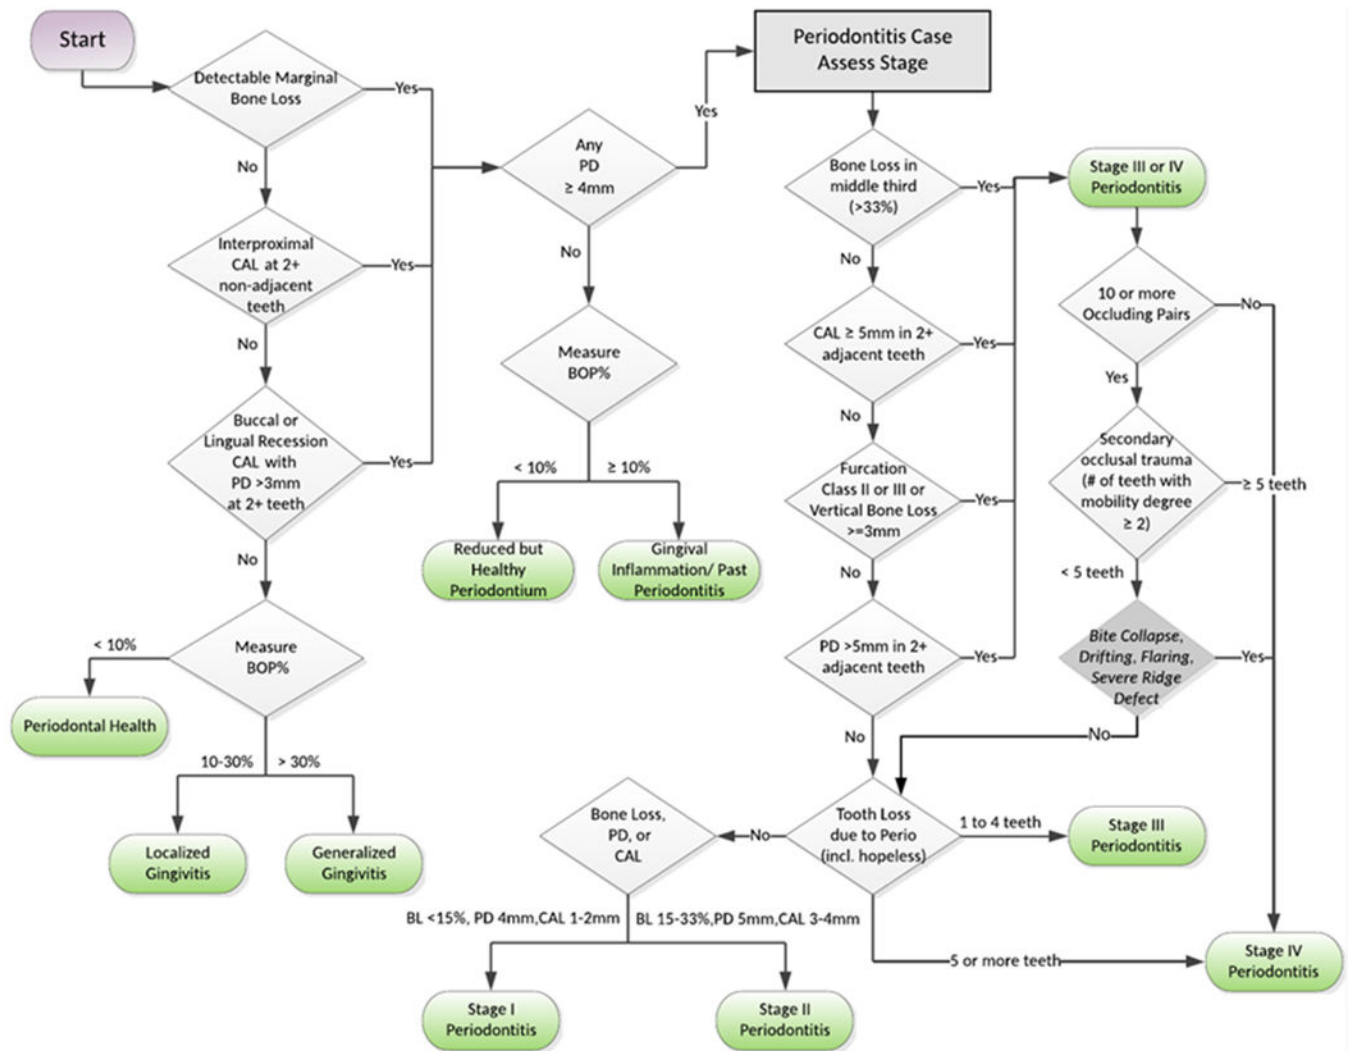 Start
Detectable Marginal
Bone Loss
Yes
No
Interproximal
CAL at 2+
non-adjacent
teeth
Yes
No
Buccal or
Lingual Recession
CAL with
PD >3mm
at 2+ teeth
Yes
No
Measure
BOP%
< 10%
Periodontal Health
10-30%
> 30%
Localized
Gingivitis
Generalized
Gingivitis
Any
PD
≥ 4mm
Yes
No
Measure
BOP%
< 10%
≥ 10%
Reduced but
Healthy
Periodontium
Gingival
Inflammation/ Past
Periodontitis
Periodontitis Case
Assess Stage
Bone Loss in
middle third
(>33%)
Yes
No
CAL ≥ 5mm in 2+
adjacent teeth
Yes
No
Furcation
Class II or III or
Vertical Bone Loss
>=3mm
Yes
No
PD >5mm in 2+
adjacent teeth
Yes
No
Stage III or IV
Periodontitis
10 or more
Occluding Pairs
No
Yes
Secondary
occlusal trauma
(# of teeth with
mobility degree
≥ 2)
≥ 5 teeth
< 5 teeth
Bite Collapse,
Drifting, Flaring,
Severe Ridge
Defect
Yes
No
Tooth Loss
due to Perio
(incl. hopeless)
1 to 4 teeth
Stage III
Periodontitis
5 or more teeth
Stage IV
Periodontitis
No
Bone Loss,
PD, or
CAL
BL <15%, PD 4mm,CAL 1-2mm
BL 15-33%,PD 5mm,CAL 3-4mm
Stage I
Periodontitis
Stage II
Periodontitis